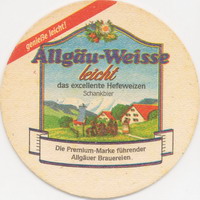 genieße leicht!
Allgäu-Weisse
leicht
das excellente Hefeweizen
Schankbier
Die Premium-Marke führender
Allgäuer Brauereien.